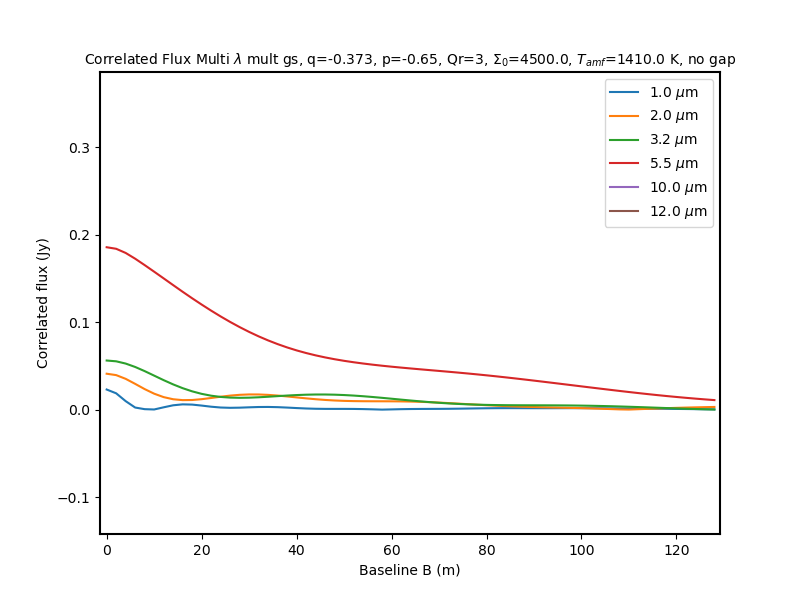 Correlated Flux Multi λ mult gs, q=-0.373, p=-0.65, Qr=3, Σ₀=4500.0, T_amf=1410.0 K, no gap
1.0 μm
2.0 μm
3.2 μm
5.5 μm
10.0 μm
12.0 μm
0.3
0.2
0.1
0.0
−0.1
Correlated flux (Jy)
0 20 40 60 80 100 120
Baseline B (m)